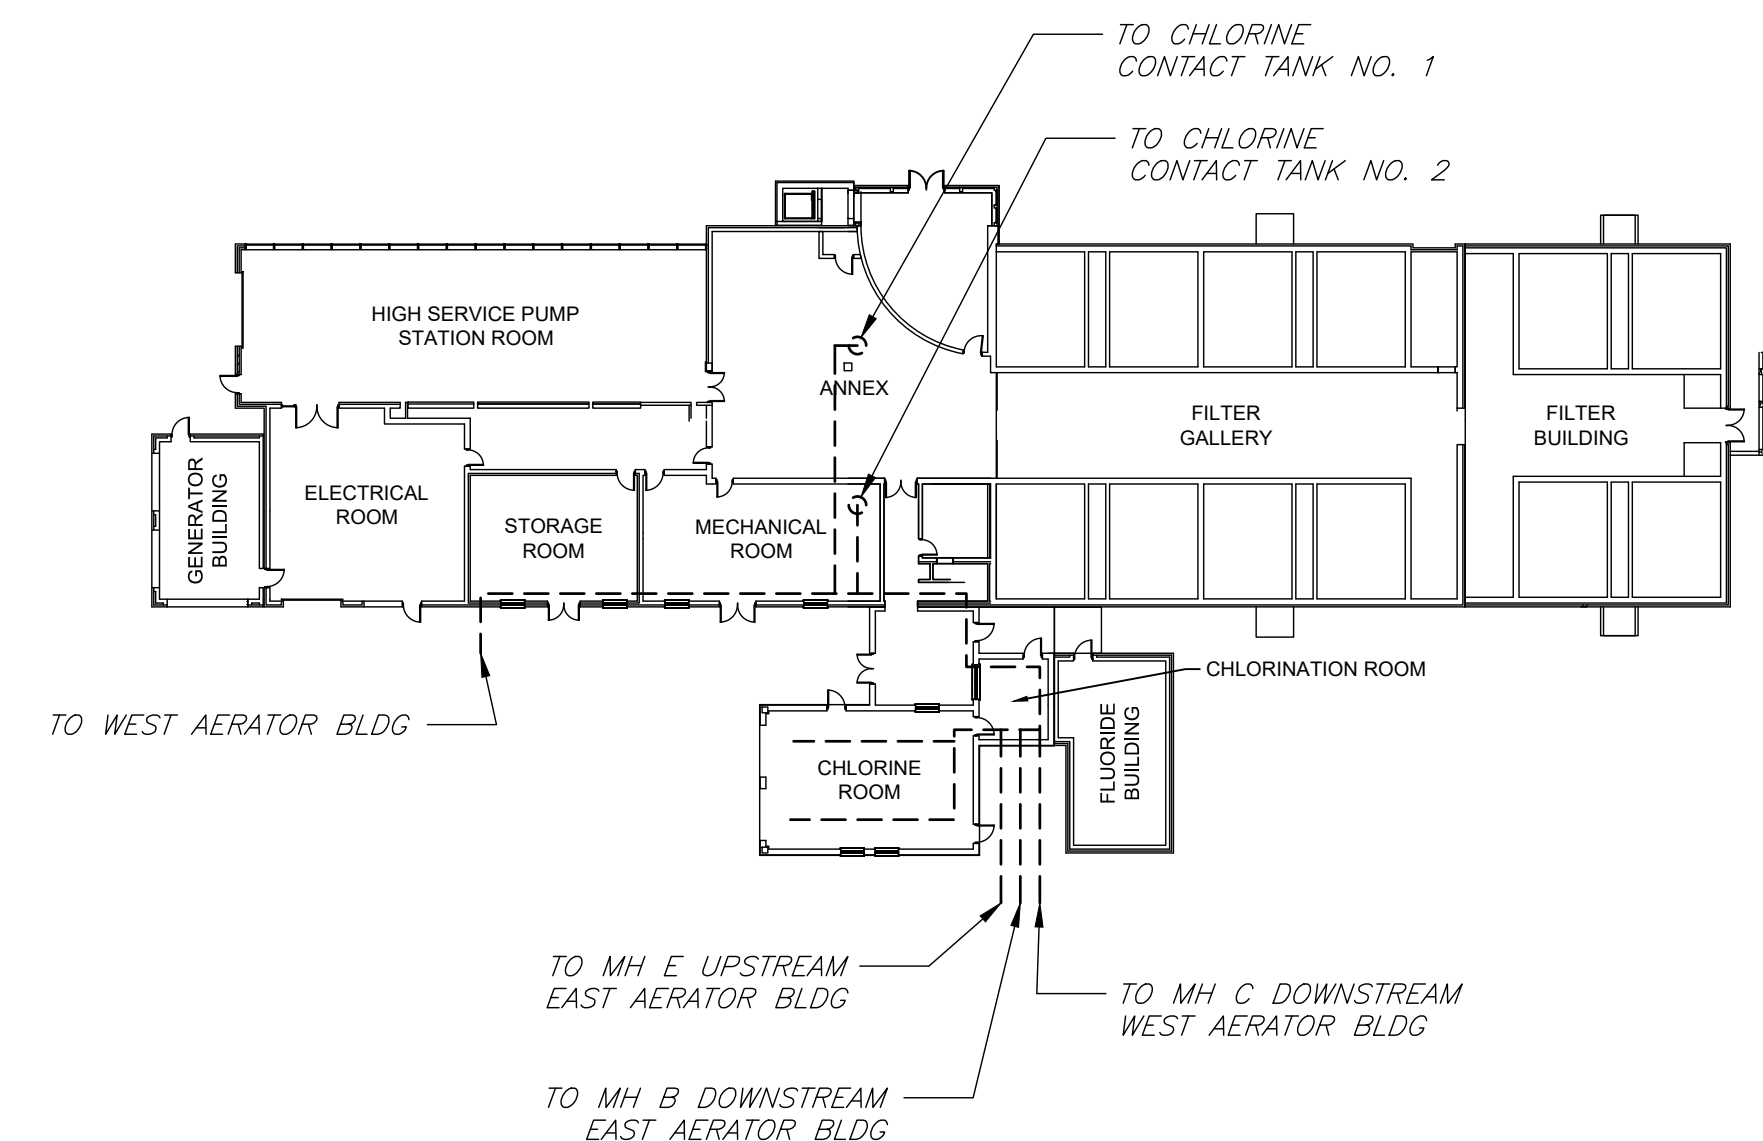 TO CHLORINE
CONTACT TANK NO. 1
TO CHLORINE
CONTACT TANK NO. 2
HIGH SERVICE PUMP
STATION ROOM
ANNEX
FILTER
GALLERY
FILTER
BUILDING
GENERATOR
BUILDING
ELECTRICAL
ROOM
STORAGE
ROOM
MECHANICAL
ROOM
CHLORINATION ROOM
TO WEST AERATOR BLDG
FLUORIDE
BUILDING
CHLORINE
ROOM
TO MH E UPSTREAM
EAST AERATOR BLDG
TO MH C DOWNSTREAM
WEST AERATOR BLDG
TO MH B DOWNSTREAM
EAST AERATOR BLDG